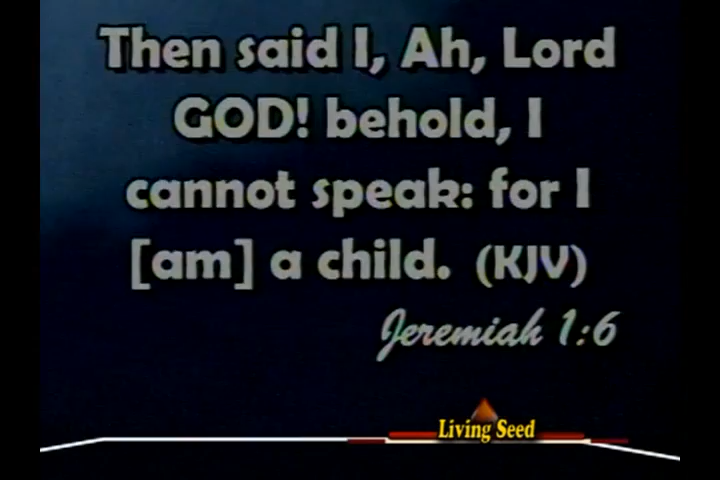 Then said I, Ah, Lord
GOD! behold, I
cannot speak: for I
[am] a child. (KJV)
Jeremiah 1:6
Living Seed